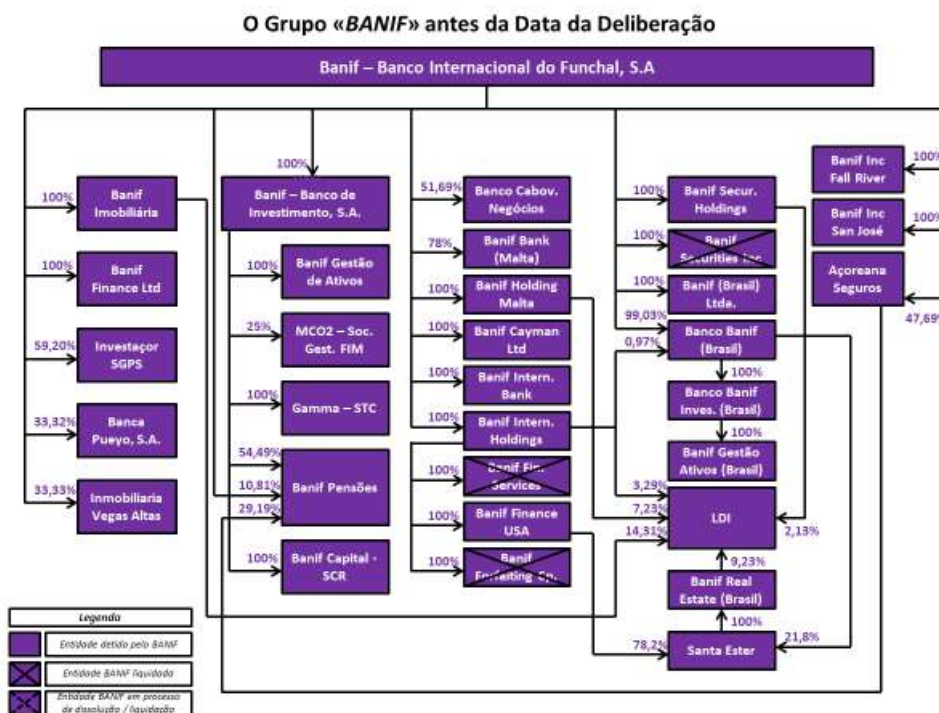 O Grupo «BANIF» antes da Data da Deliberação
Banif – Banco Internacional do Funchal, S.A
100%
Banif
Imobiliária
100%
Banif
Finance Ltd
59,20%
Investaçor
SGPS
33,32%
Banca
Pueyo, S.A.
33,33%
Inmobiliaria
Vegas Altas
100%
Banif – Banco de
Investimento, S.A.
100%
Banif Gestão
de Ativos
25%
MCO2 – Soc.
Gest. FIM
100%
Gamma – STC
54,49%
10,81%
29,19%
Banif Pensões
100%
Banif Capital -
SCR
51,69%
Banco Cabov.
Negócios
78%
Banif Bank
(Malta)
100%
Banif Holding
Malta
100%
Banif Cayman
Ltd
100%
Banif Intern.
Bank
100%
Banif Intern.
Holdings
100%
Banif Fin.
Services
100%
Banif Finance
USA
100%
Banif
Forfaiting Cp.
100%
Banif Secur.
Holdings
100%
Banif
Securities Inc
100%
Banif (Brasil)
Ltda.
99,03%
0,97%
Banco Banif
(Brasil)
100%
Banco Banif
Inves. (Brasil)
100%
Banif Gestão
Ativos (Brasil)
3,29%
7,23%
14,31%
LDI
2,13%
9,23%
Banif Real
Estate (Brasil)
100%
78,2%
Santa Ester
21,8%
Banif Inc
Fall River
100%
Banif Inc
San José
100%
Açoreana
Seguros
47,69%
Legenda
Entidade detida pelo BANIF
Entidade BANIF liquidada
Entidade BANIF em processo
de dissolução / liquidação